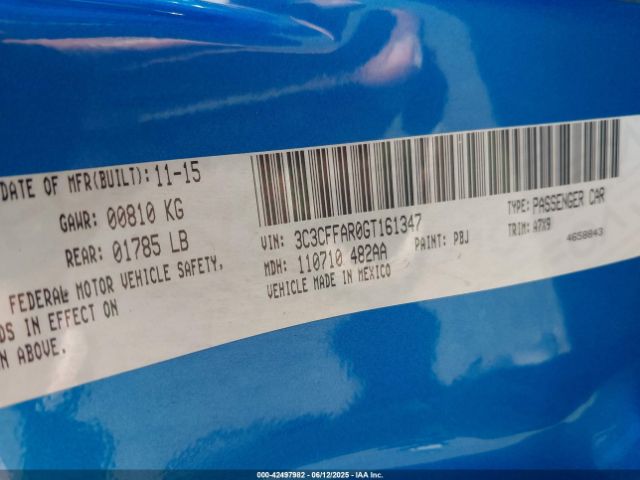 DATE OF MFR(BUILT): 11-15
GAWR: 00810 KG
REAR: 01785 LB
FEDERAL MOTOR VEHICLE SAFETY,
DS IN EFFECT ON
N ABOVE.
VIN: 3C3CFFAR0GT161347
TYPE: PASSENGER CAR
MDH: 110710 482AA
PAINT: PBJ
TRIM: A7X9
VEHICLE MADE IN MEXICO
4658843
000-42497982 - 06/12/2025 - IAA Inc.